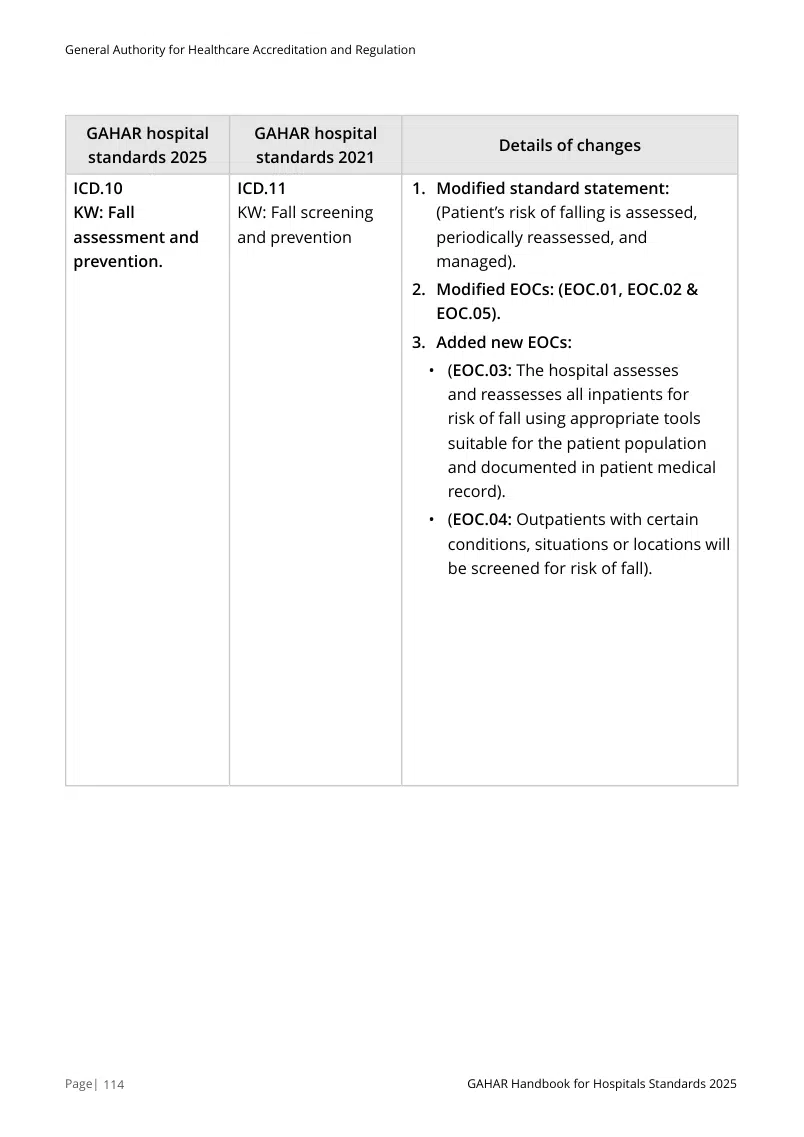 General Authority for Healthcare Accreditation and Regulation
GAHAR hospital
standards 2025
GAHAR hospital
standards 2021
Details of changes
ICD.10
KW: Fall
assessment and
prevention.
ICD.11
KW: Fall screening
and prevention
1. Modified standard statement:
(Patient’s risk of falling is assessed,
periodically reassessed, and
managed).
2. Modified EOCs: (EOC.01, EOC.02 &
EOC.05).
3. Added new EOCs:
• (EOC.03: The hospital assesses
and reassesses all inpatients for
risk of fall using appropriate tools
suitable for the patient population
and documented in patient medical
record).
• (EOC.04: Outpatients with certain
conditions, situations or locations will
be screened for risk of fall).
Page| 114
GAHAR Handbook for Hospitals Standards 2025